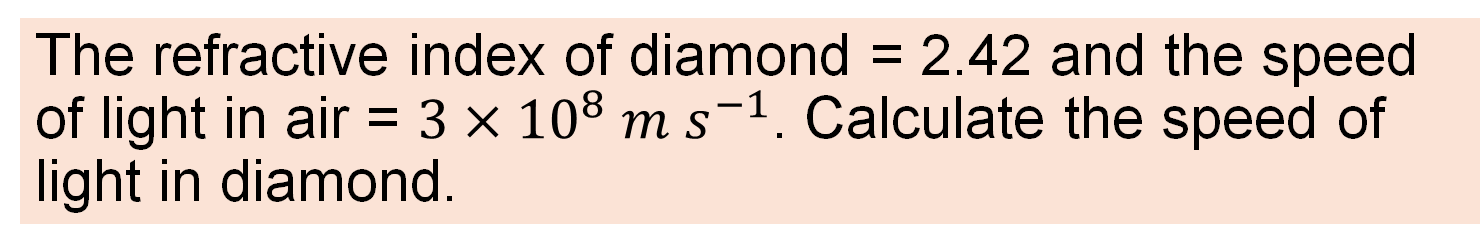 The refractive index of diamond = 2.42 and the speed
of light in air = 3 × 10⁸ m s⁻¹. Calculate the speed of
light in diamond.